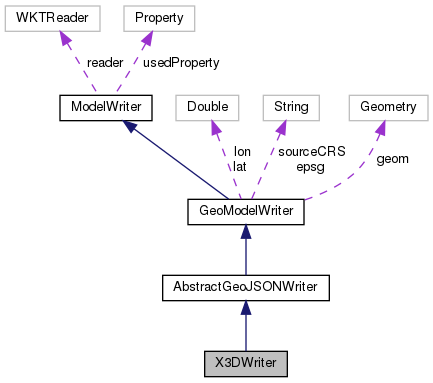 WKTReader
Property
reader
usedProperty
ModelWriter
Double
String
Geometry
lon
lat
sourceCRS
epsg
geom
GeoModelWriter
AbstractGeoJSONWriter
X3DWriter